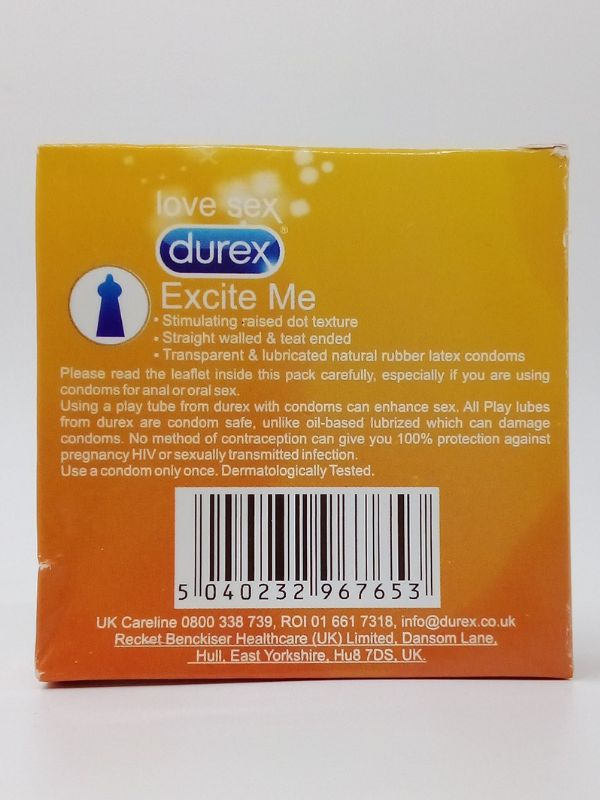 love sex
durex®
Excite Me
• Stimulating raised dot texture
• Straight walled & teat ended
• Transparent & lubricated natural rubber latex condoms
Please read the leaflet inside this pack carefully, especially if you are using
condoms for anal or oral sex.
Using a play tube from durex with condoms can enhance sex. All Play lubes
from durex are condom safe, unlike oil-based lubrized which can damage
condoms. No method of contraception can give you 100% protection against
pregnancy HIV or sexually transmitted infection.
Use a condom only once. Dermatologically Tested.
5 040232 967653
UK Careline 0800 338 739, ROI 01 661 7318, info@durex.co.uk
Recket Benckiser Healthcare (UK) Limited, Dansom Lane,
Hull, East Yorkshire, Hu8 7DS, UK.